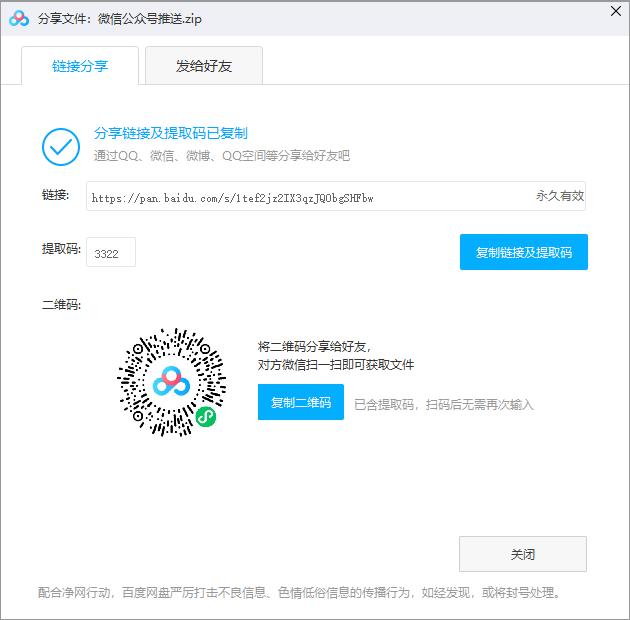 分享文件：微信公众号推送.zip
链接分享
发给好友
分享链接及提取码已复制
通过QQ、微信、微博、QQ空间等分享给好友吧
链接:
https://pan.baidu.com/s/1tef2jz2IX3qzJQObgSHFbw
永久有效
提取码:
3322
复制链接及提取码
二维码:
将二维码分享给好友，
对方微信扫一扫即可获取文件
复制二维码
已含提取码，扫码后无需再次输入
关闭
配合净网行动，百度网盘严厉打击不良信息、色情低俗信息的传播行为，如经发现，或将封号处理。